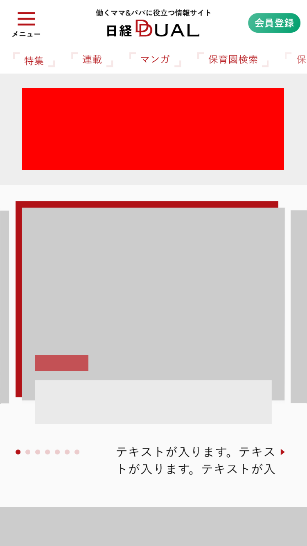 働くママ&パパに役立つ情報サイト
日経DUAL
会員登録
メニュー
特集 連載 マンガ 保育園検索 保
テキストが入ります。テキス
トが入ります。テキストが入